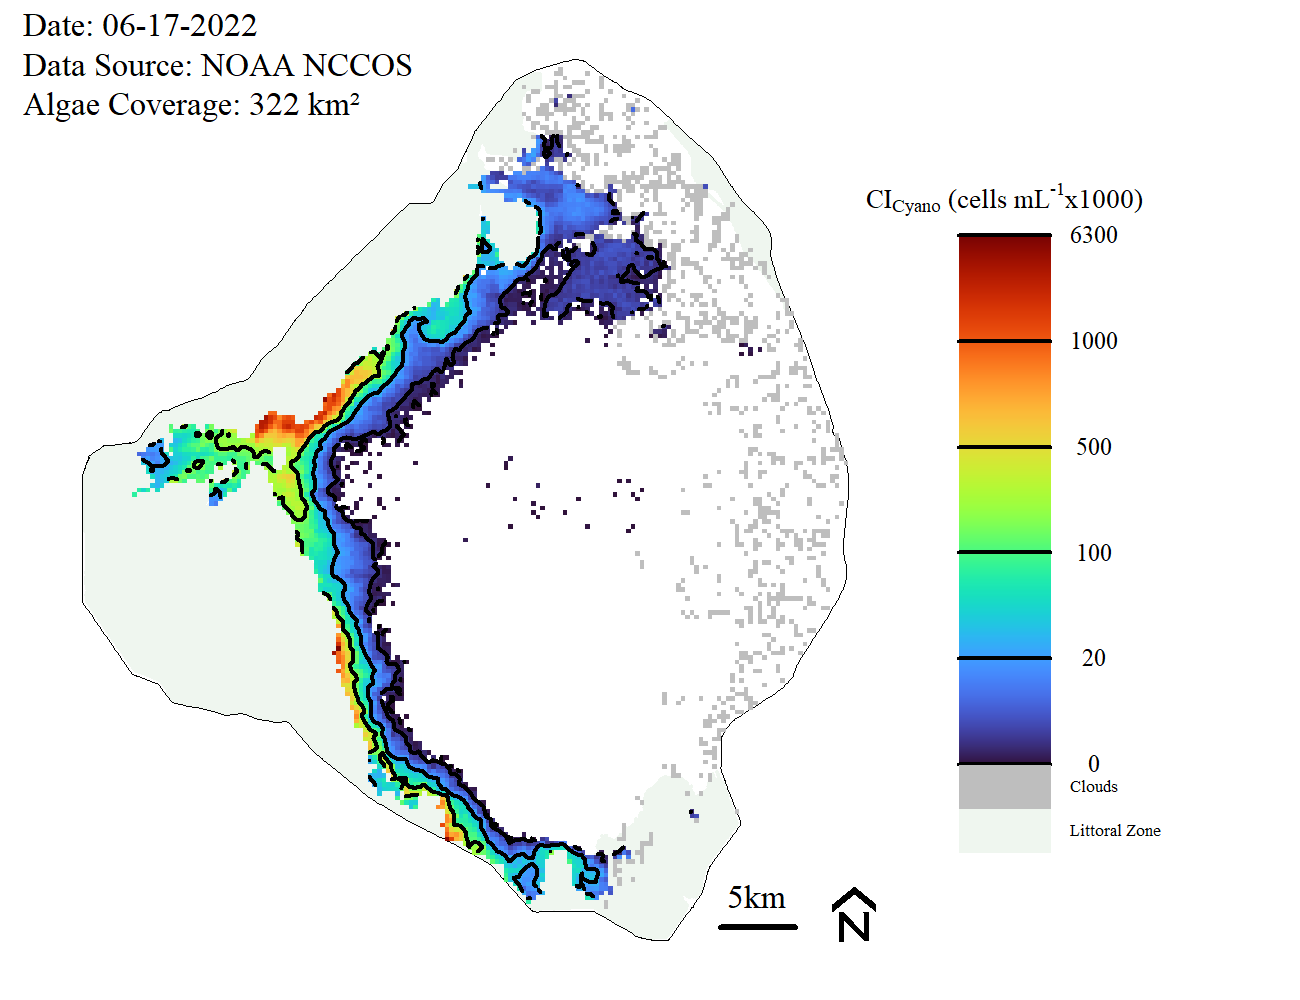 Date: 06-17-2022
Data Source: NOAA NCCOS
Algae Coverage: 322 km²
CICyano (cells mL-1x1000)
6300
1000
500
100
20
0
Clouds
Littoral Zone
5km
N